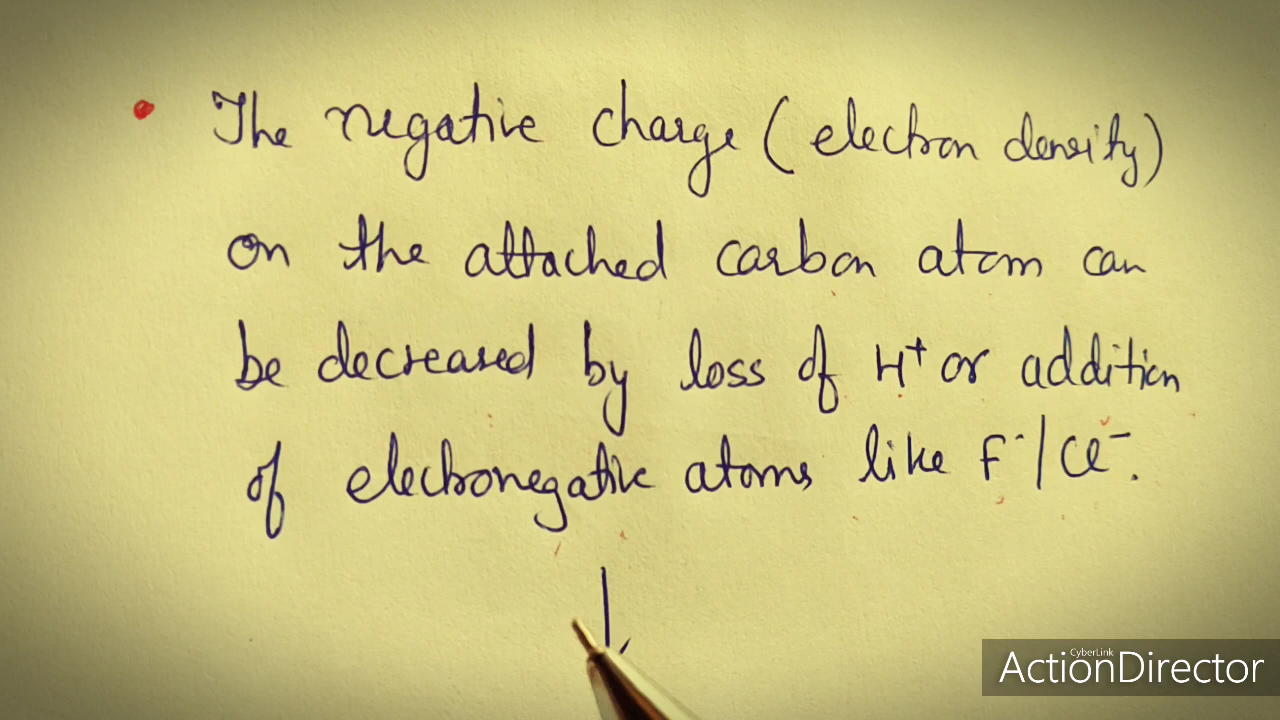 The negative charge (electron density)
on the attached carbon atom can
be decreased by loss of H⁺ or addition
of electronegative atoms like F⁻/Cl⁻.
CyberLink
ActionDirector